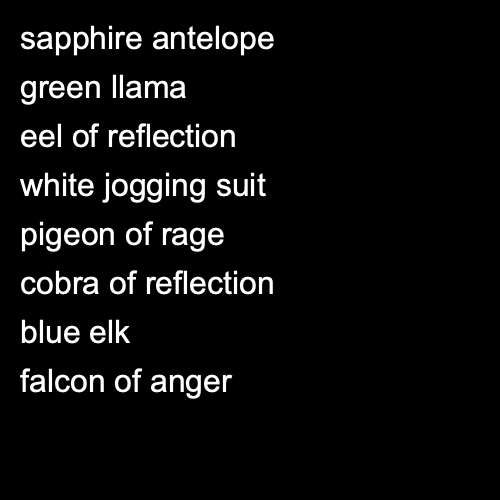 sapphire antelope
green llama
eel of reflection
white jogging suit
pigeon of rage
cobra of reflection
blue elk
falcon of anger